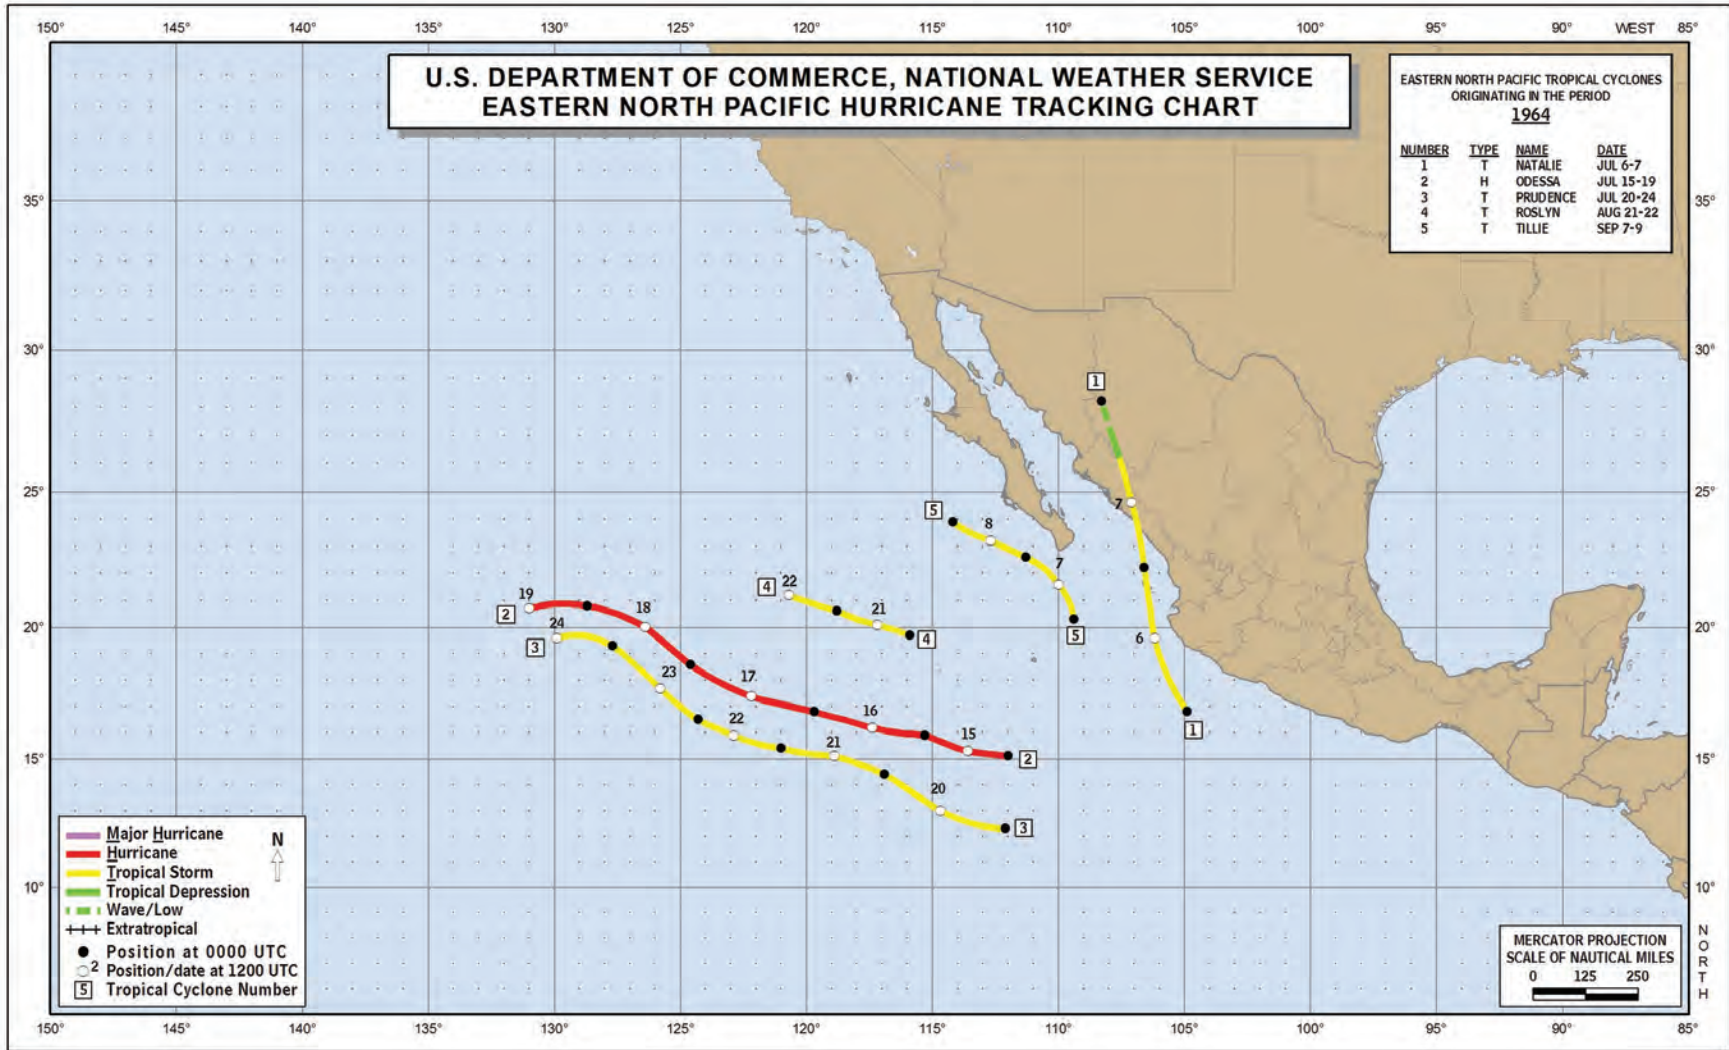 150° 145° 140° 135° 130° 125° 120° 115° 110° 105° 100° 95° 90° WEST 85°
U.S. DEPARTMENT OF COMMERCE, NATIONAL WEATHER SERVICE
EASTERN NORTH PACIFIC HURRICANE TRACKING CHART
EASTERN NORTH PACIFIC TROPICAL CYCLONES
ORIGINATING IN THE PERIOD
1964
NUMBER TYPE NAME DATE
1 T NATALIE JUL 6-7
2 H ODESSA JUL 15-19
3 T PRUDENCE JUL 20-24
4 T ROSLYN AUG 21-22
5 T TILLIE SEP 7-9
35° 35°
30° 30°
1
25° 25°
7
5
8
7
22
4
21
4
5
19
2
18
24
3
20° 20°
6
23
17
16
22
21
15
2
1
15° 15°
20
3
10° 10°
Major Hurricane
Hurricane
Tropical Storm
Tropical Depression
Wave/Low
Extratropical
Position at 0000 UTC
2 Position/date at 1200 UTC
5 Tropical Cyclone Number
N
MERCATOR PROJECTION
SCALE OF NAUTICAL MILES
0 125 250
N
O
R
T
H
150° 145° 140° 135° 130° 125° 120° 115° 110° 105° 100° 95° 90° 85°